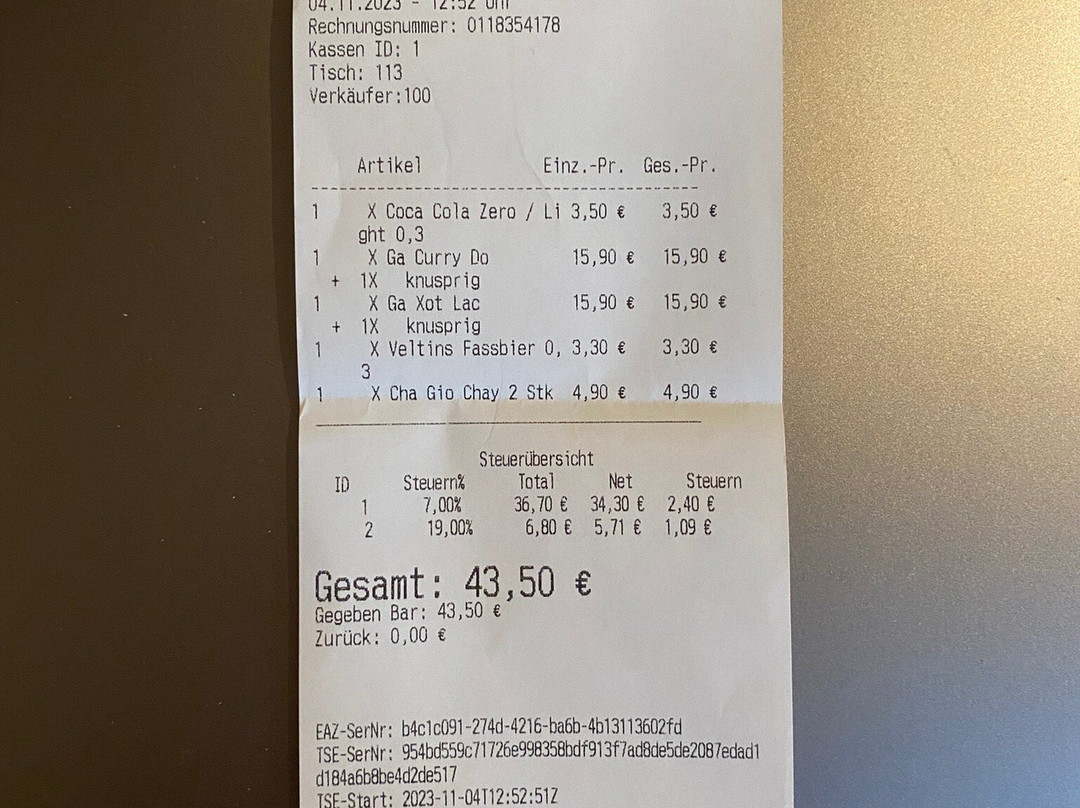 04.11.2023 - 12:52 Uhr
Rechnungsnummer: 0118354178
Kassen ID: 1
Tisch: 113
Verkäufer:100
Artikel Einz.-Pr. Ges.-Pr.
1 X Coca Cola Zero / Li 3,50 € 3,50 €
ght 0,3
1 X Ga Curry Do 15,90 € 15,90 €
+ 1X knusprig
1 X Ga Xot Lac 15,90 € 15,90 €
+ 1X knusprig
1 X Veltins Fassbier 0, 3,30 € 3,30 €
3
1 X Cha Gio Chay 2 Stk 4,90 € 4,90 €
Steuerübersicht
ID Steuern% Total Net Steuern
1 7,00% 36,70 € 34,30 € 2,40 €
2 19,00% 6,80 € 5,71 € 1,09 €
Gesamt: 43,50 €
Gegeben Bar: 43,50 €
Zurück: 0,00 €
EAZ-SerNr: b4c1c091-274d-4216-ba6b-4b13113602fd
TSE-SerNr: 954bd559c71726e998358bdf913f7ad8de5de2087edad1
d184a6b8be4d2de517
TSE-Start: 2023-11-04T12:52:51Z